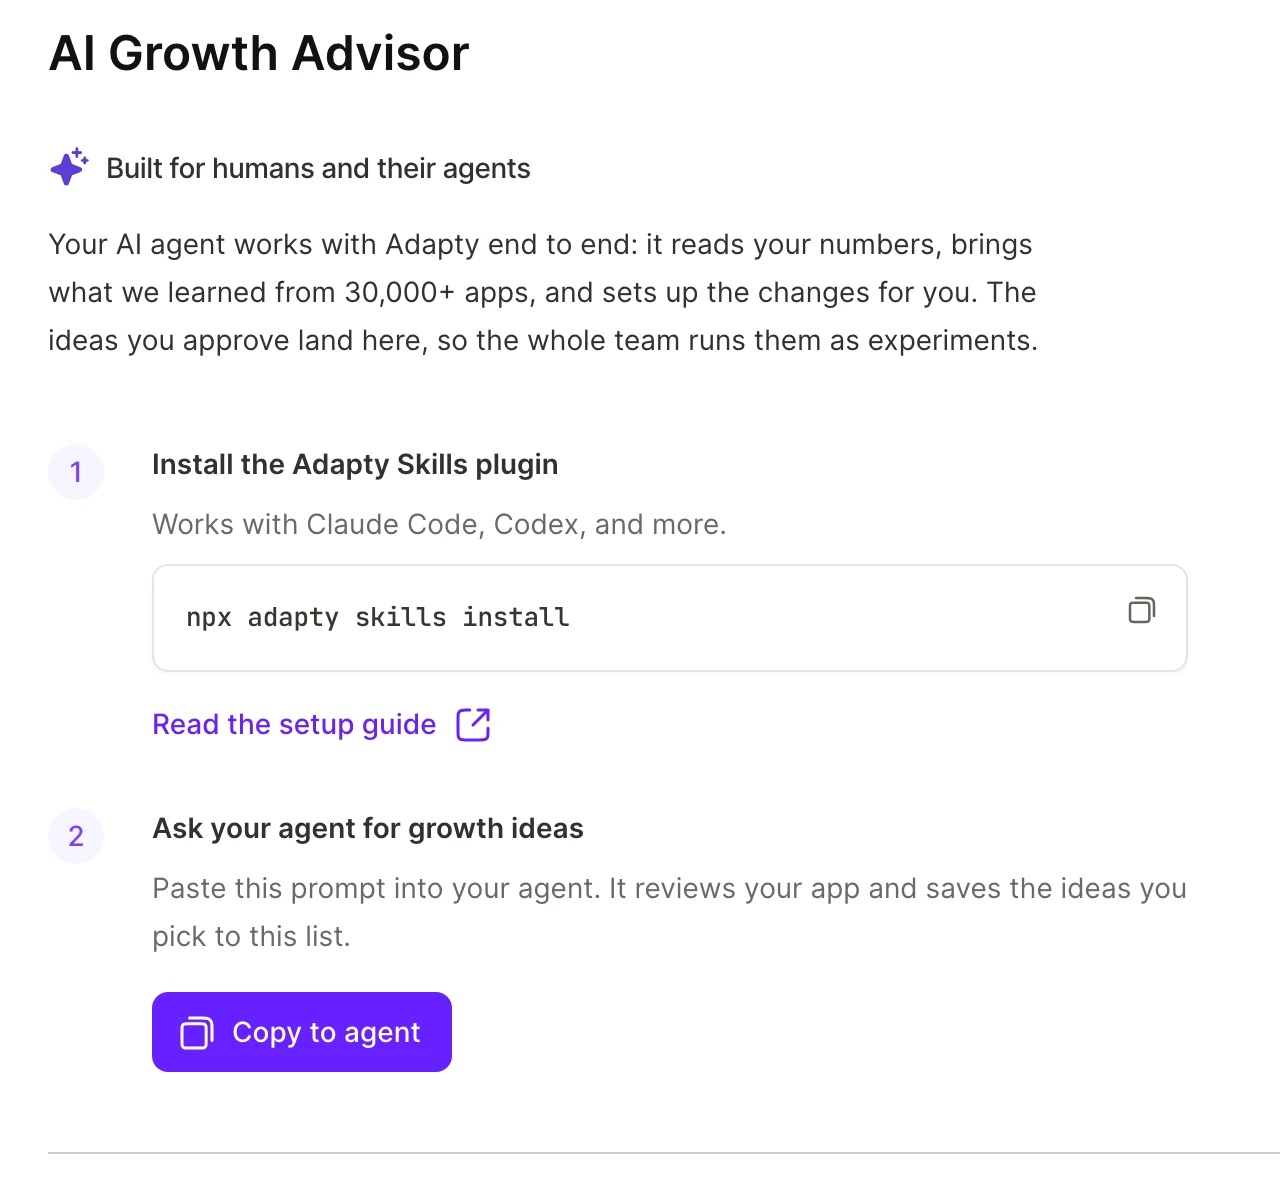 AI Growth Advisor
Built for humans and their agents
Your AI agent works with Adapty end to end: it reads your numbers, brings
what we learned from 30,000+ apps, and sets up the changes for you. The
ideas you approve land here, so the whole team runs them as experiments.
1
Install the Adapty Skills plugin
Works with Claude Code, Codex, and more.
npx adapty skills install
Read the setup guide
2
Ask your agent for growth ideas
Paste this prompt into your agent. It reviews your app and saves the ideas you
pick to this list.
Copy to agent